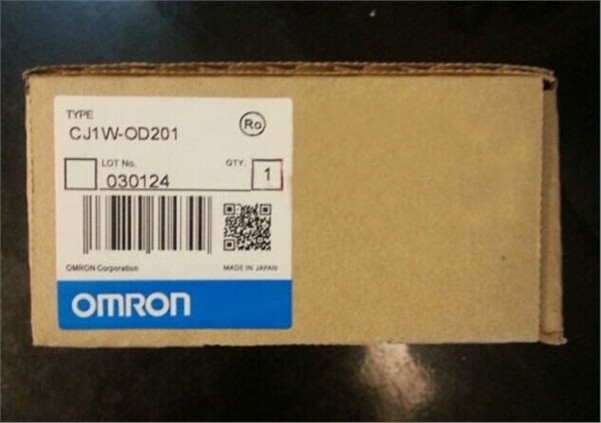 TYPE
CJ1W-OD201
Ro
LOT No.
QTY.
030124
1
OMRON Corporation
MADE IN JAPAN
OMRON